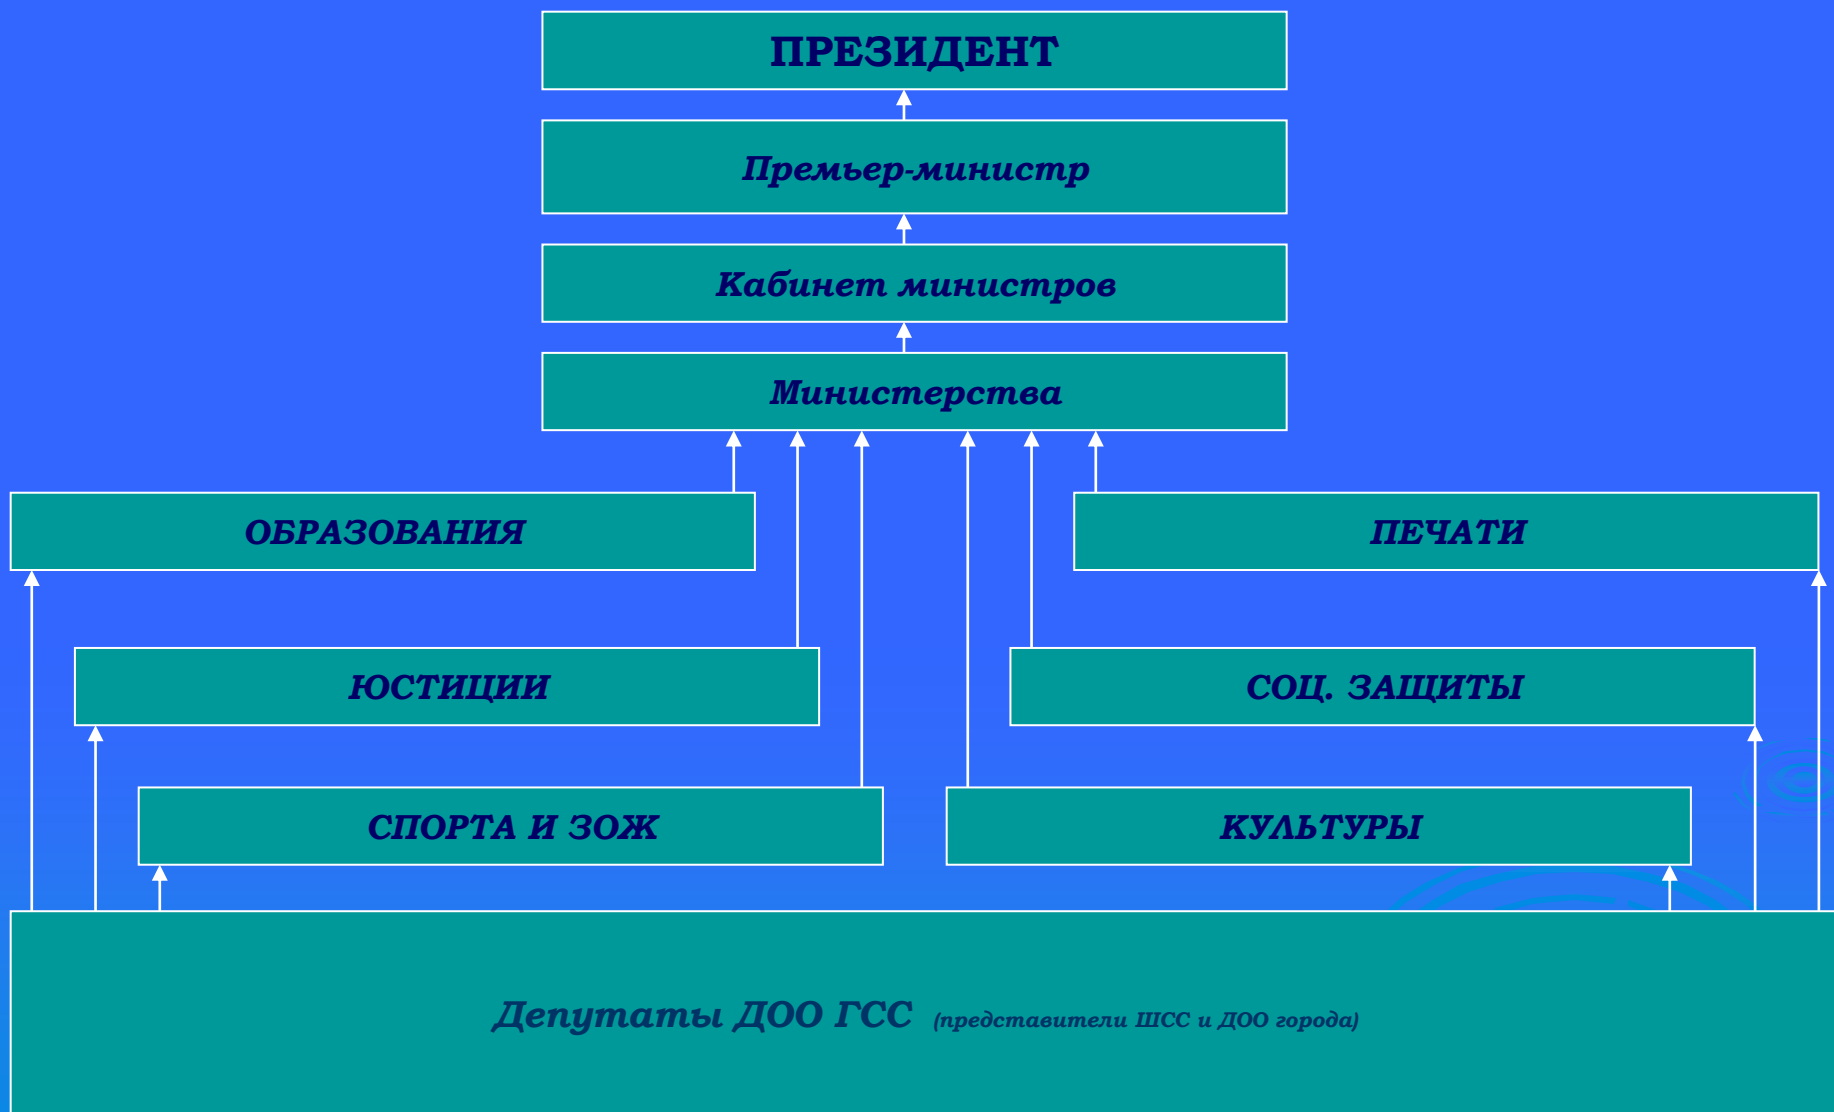 ПРЕЗИДЕНТ
Премьер-министр
Кабинет министров
Министерства
ОБРАЗОВАНИЯ
ПЕЧАТИ
ЮСТИЦИИ
СОЦ. ЗАЩИТЫ
СПОРТА И ЗОЖ
КУЛЬТУРЫ
Депутаты ДОО ГСС (представители ШСС и ДОО города)